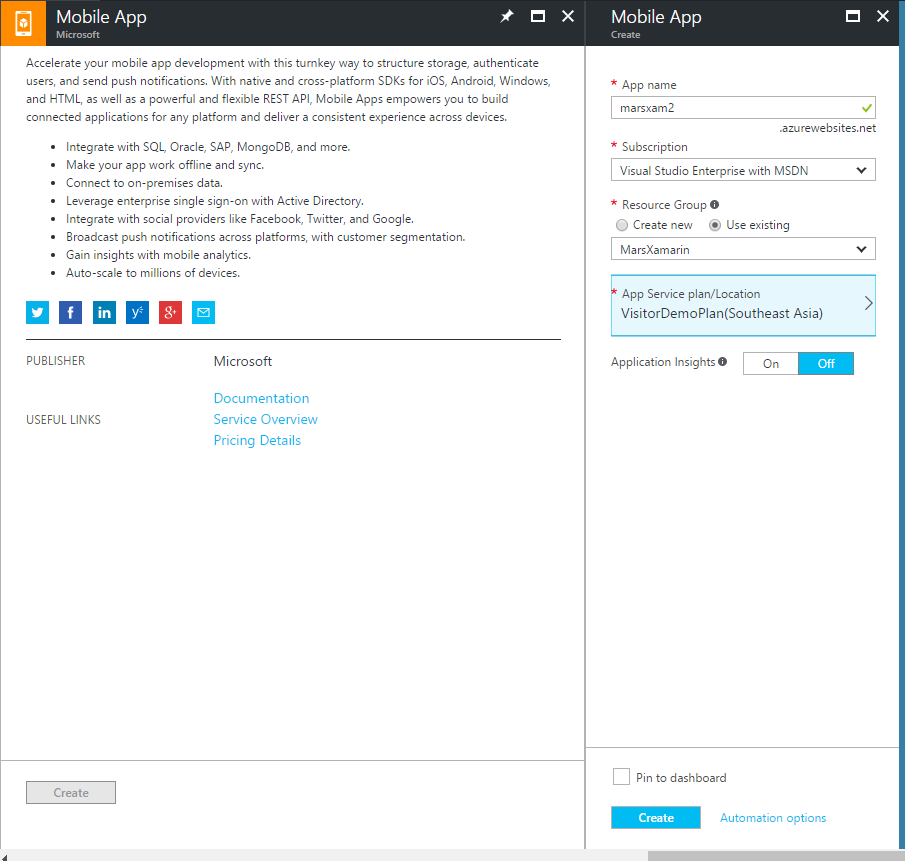 Mobile App
Microsoft
Accelerate your mobile app development with this turnkey way to structure storage, authenticate
users, and send push notifications. With native and cross-platform SDKs for iOS, Android, Windows,
and HTML, as well as a powerful and flexible REST API, Mobile Apps empowers you to build
connected applications for any platform and deliver a consistent experience across devices.
• Integrate with SQL, Oracle, SAP, MongoDB, and more.
• Make your app work offline and sync.
• Connect to on-premises data.
• Leverage enterprise single sign-on with Active Directory.
• Integrate with social providers like Facebook, Twitter, and Google.
• Broadcast push notifications across platforms, with customer segmentation.
• Gain insights with mobile analytics.
• Auto-scale to millions of devices.
f in y g+
PUBLISHER Microsoft
USEFUL LINKS
Documentation
Service Overview
Pricing Details
Create
Mobile App
Create
* App name
marsxam2
.azurewebsites.net
* Subscription
Visual Studio Enterprise with MSDN
* Resource Group
Create new Use existing
MarsXamarin
* App Service plan/Location
VisitorDemoPlan(Southeast Asia)
Application Insights On Off
Pin to dashboard
Create Automation options